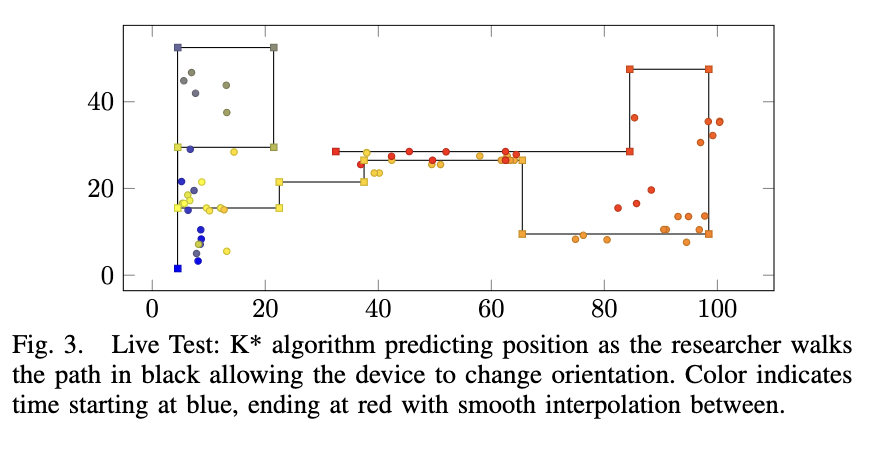 40
20
0
0 20 40 60 80 100
Fig. 3. Live Test: K* algorithm predicting position as the researcher walks
the path in black allowing the device to change orientation. Color indicates
time starting at blue, ending at red with smooth interpolation between.